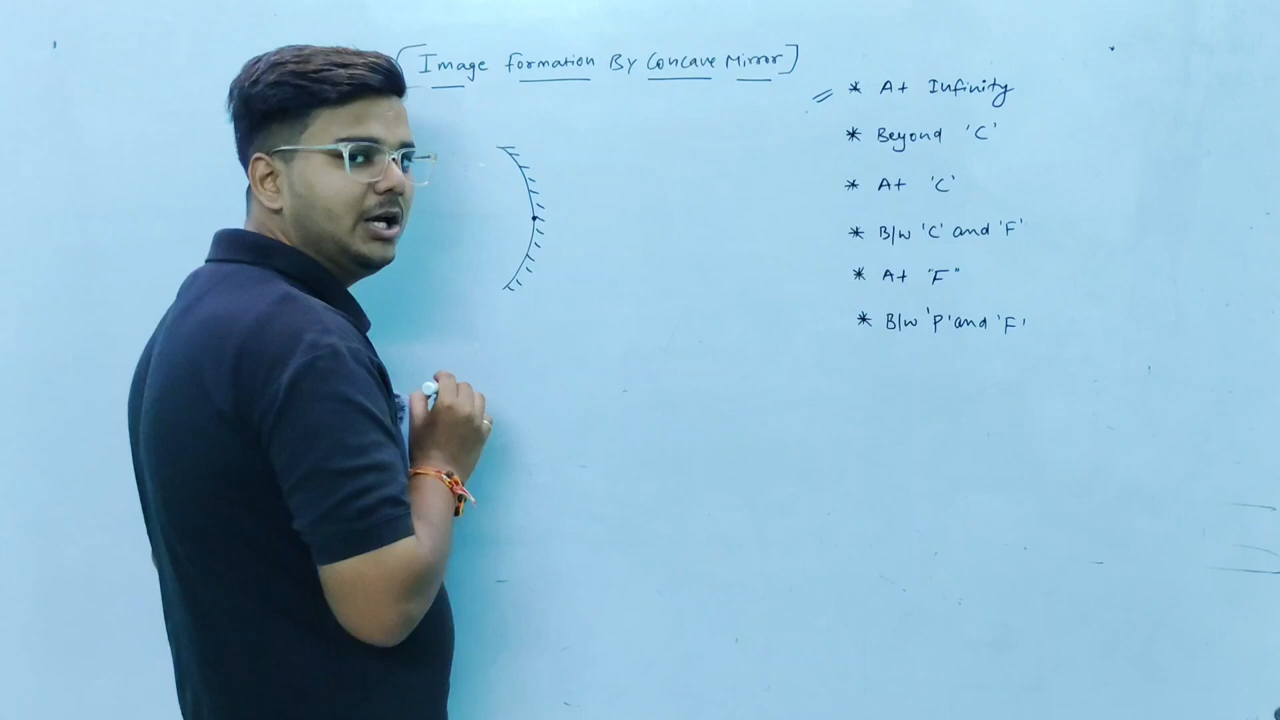 [Image formation By Concave Mirror]
* At Infinity
* Beyond 'C'
* At 'C'
* B/w 'C' and 'F'
* At "F"
* B/w 'P' and 'F'